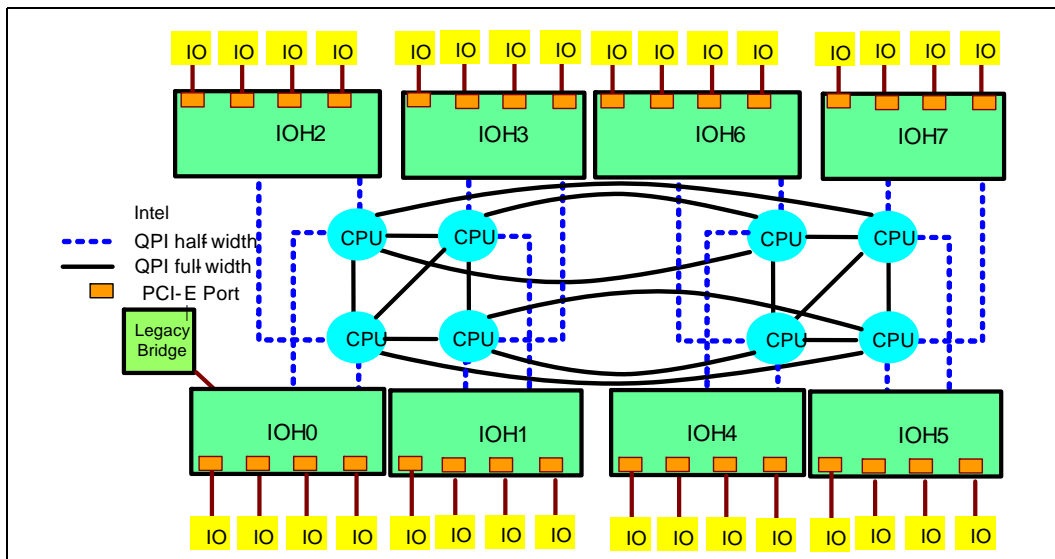 IO IO IO IO IO IO IO IO IO IO IO IO IO IO IO IO
IOH2 IOH3 IOH6 IOH7
Intel
QPI half-width
QPI full-width
PCI-E Port
CPU CPU CPU CPU
CPU CPU CPU CPU
Legacy
Bridge
IOH0 IOH1 IOH4 IOH5
IO IO IO IO IO IO IO IO IO IO IO IO IO IO IO IO